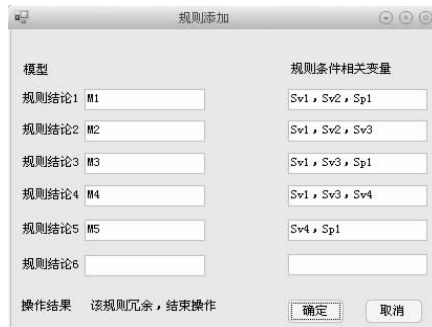 规则添加
模型 规则条件相关变量
规则结论1 M1 Sv1，Sv2，Sp1
规则结论2 M2 Sv1，Sv2，Sv3
规则结论3 M3 Sv1，Sv3，Sp1
规则结论4 M4 Sv1，Sv3，Sv4
规则结论5 M5 Sv4，Sp1
规则结论6
操作结果 该规则冗余，结束操作 确定 取消